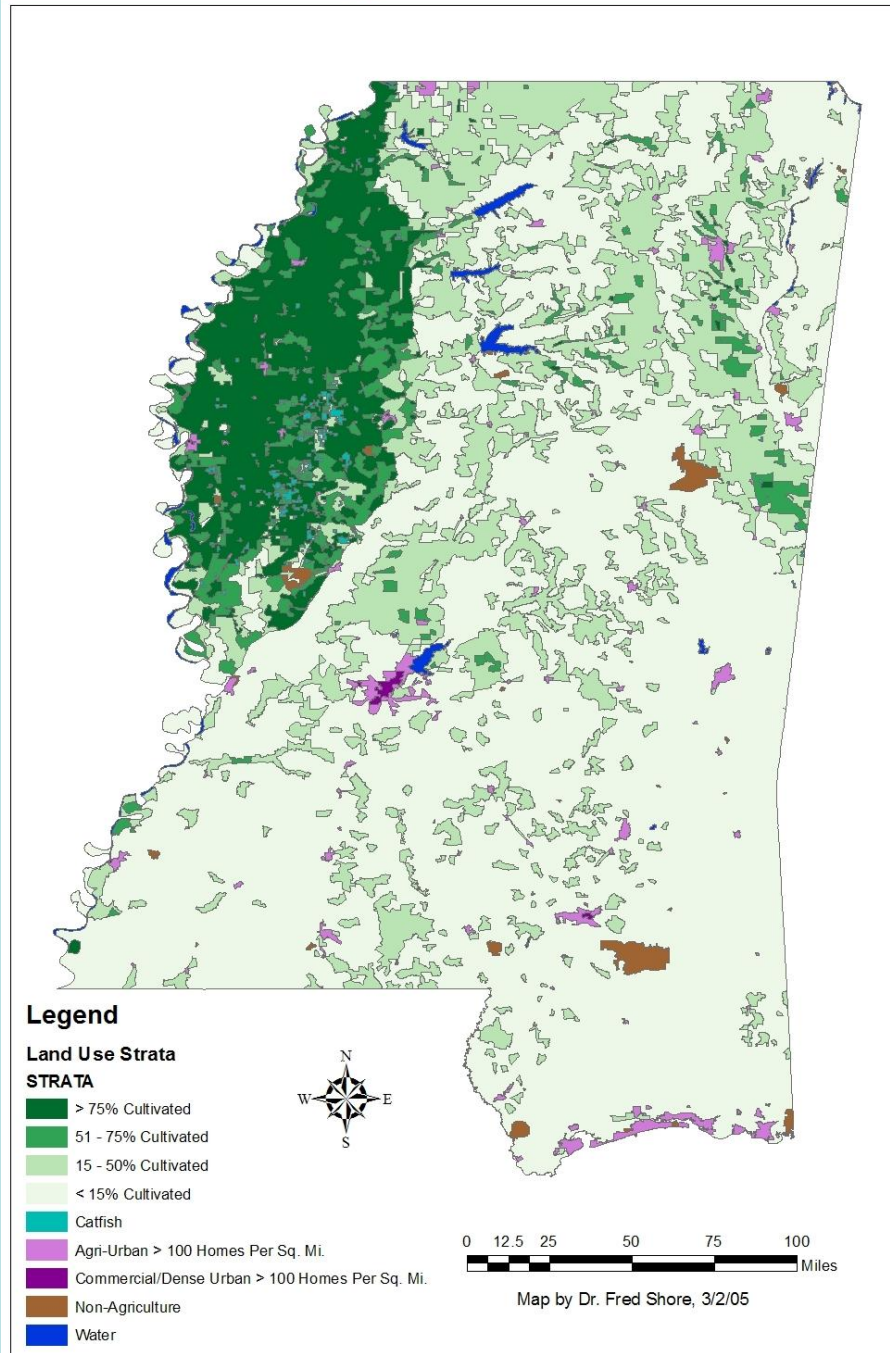 Legend
Land Use Strata
STRATA
> 75% Cultivated
51 - 75% Cultivated
15 - 50% Cultivated
< 15% Cultivated
Catfish
Agri-Urban > 100 Homes Per Sq. Mi.
Commercial/Dense Urban > 100 Homes Per Sq. Mi.
Non-Agriculture
Water
N
W E
S
0 12.5 25 50 75 100
Miles
Map by Dr. Fred Shore, 3/2/05